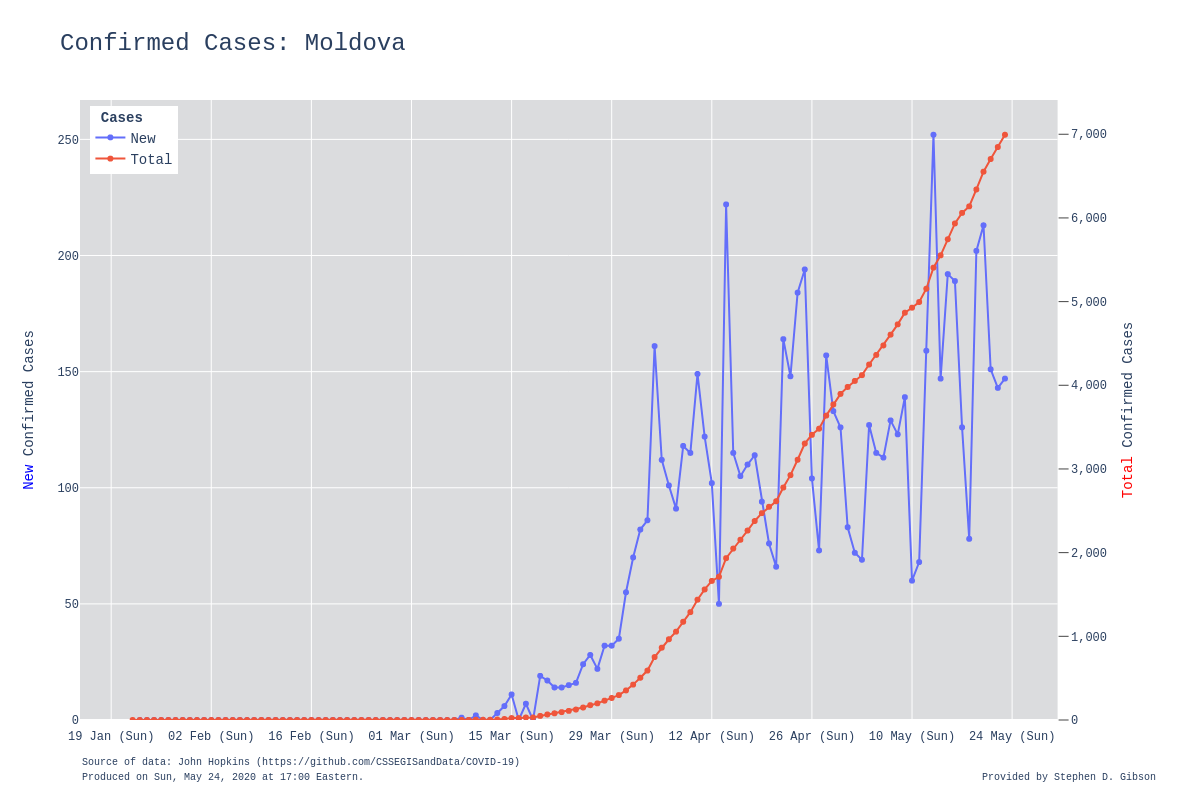 Confirmed Cases: Moldova
Cases
New
Total
250
200
150
100
50
0
7,000
6,000
5,000
4,000
3,000
2,000
1,000
0
New Confirmed Cases
Total Confirmed Cases
19 Jan (Sun) 02 Feb (Sun) 16 Feb (Sun) 01 Mar (Sun) 15 Mar (Sun) 29 Mar (Sun) 12 Apr (Sun) 26 Apr (Sun) 10 May (Sun) 24 May (Sun)
Source of data: John Hopkins (https://github.com/CSSEGISandData/COVID-19)
Produced on Sun, May 24, 2020 at 17:00 Eastern.
Provided by Stephen D. Gibson